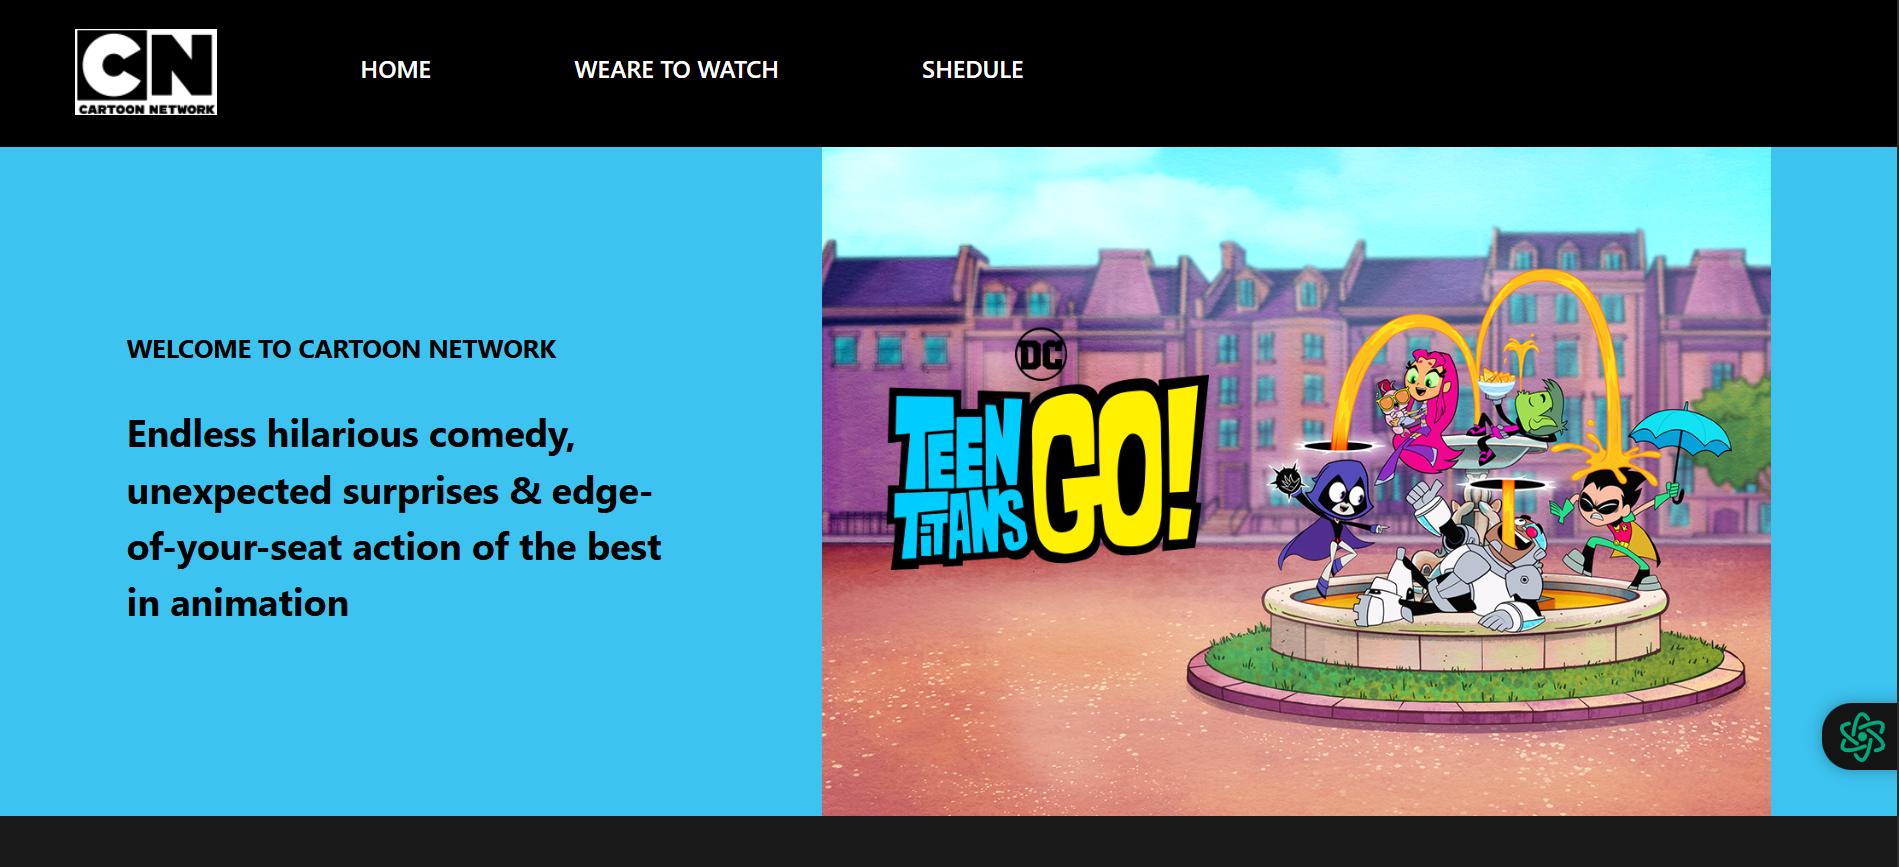 CN
CARTOON NETWORK
HOME
WEARE TO WATCH
SHEDULE
WELCOME TO CARTOON NETWORK
Endless hilarious comedy,
unexpected surprises & edge-
of-your-seat action of the best
in animation
DC
TEEN
TITANS
GO!